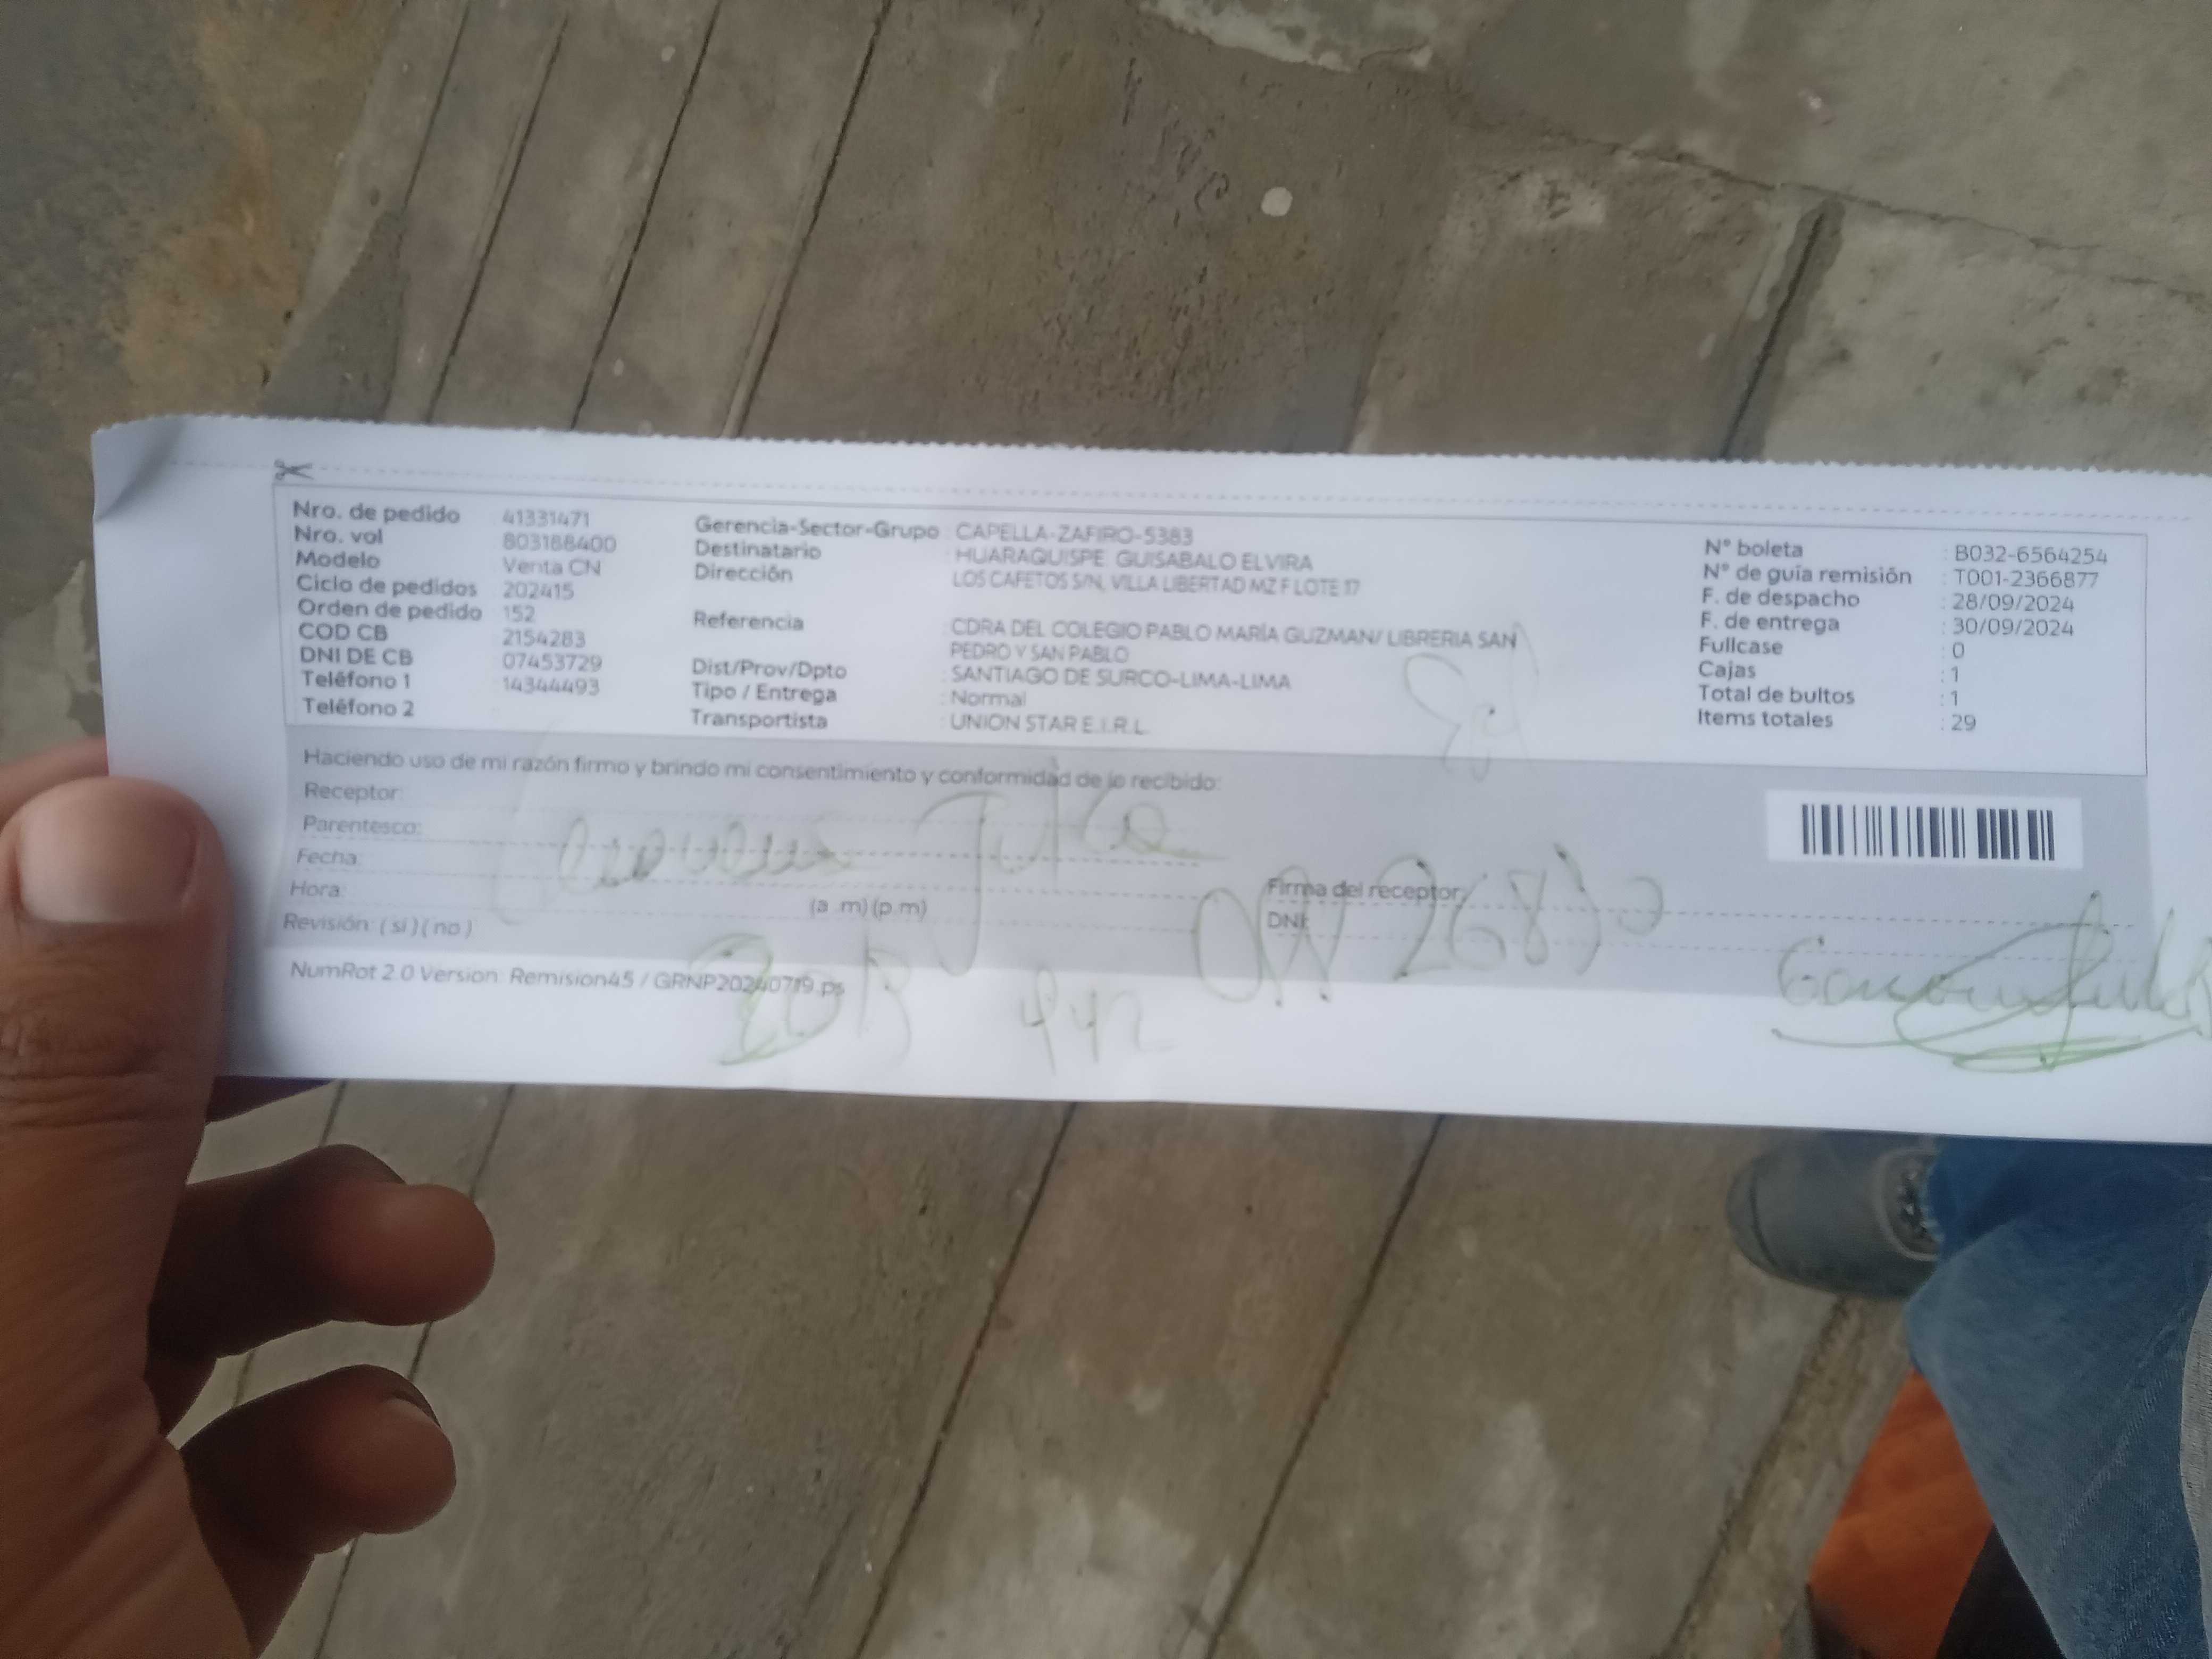 Nro. de pedido 41331471
Nro. vol 803188400
Modelo Venta CN
Ciclo de pedidos 202415
Orden de pedido 152
COD CB 2154283
DNI DE CB 07453729
Teléfono 1 14344493
Teléfono 2
Gerencia-Sector-Grupo : CAPELLA-ZAFIRO-5383
Destinatario : HUARAQUISPE GUISABALO ELVIRA
Dirección LOS CAFETOS S/N, VILLA LIBERTAD MZ F LOTE 17
Referencia CDRA DEL COLEGIO PABLO MARÍA GUZMAN/ LIBRERIA SAN
PEDRO Y SAN PABLO
Dist/Prov/Dpto : SANTIAGO DE SURCO-LIMA-LIMA
Tipo / Entrega : Normal
Transportista : UNION STAR E.I.R.L.
N° boleta : B032-6564254
N° de guía remisión : T001-2366877
F. de despacho : 28/09/2024
F. de entrega : 30/09/2024
Fullcase : 0
Cajas : 1
Total de bultos : 1
Items totales : 29
Haciendo uso de mi razón firmo y brindo mi consentimiento y conformidad de lo recibido:
Receptor:
Parentesco:
Fecha:
Hora: (a m) (p m)
Revisión: ( si ) ( no )
Firma del receptor:
DNI:
NumRot 2.0 Version: Remision45 / GRNP20240719.ps